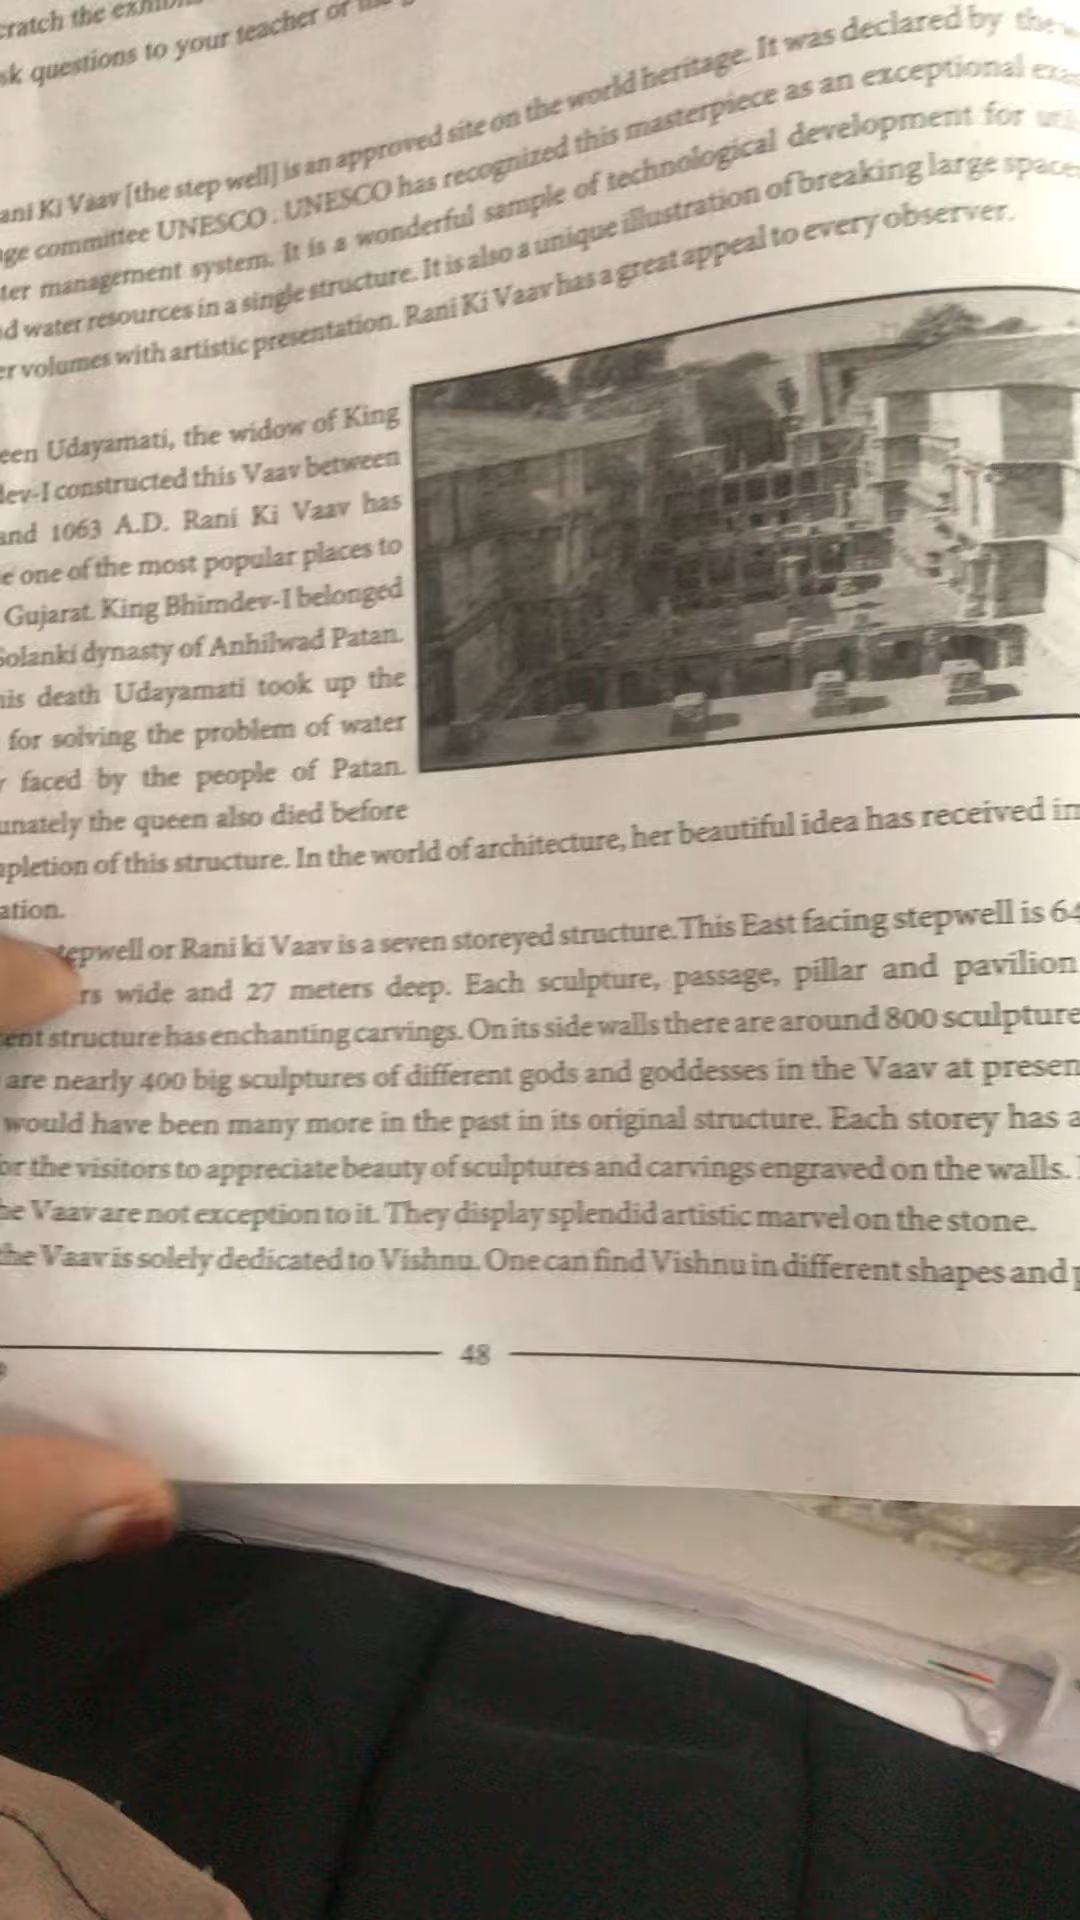 cratch the
sk questions to your teacher or
ani Ki Vaav [the step well] is an approved site on the world heritage. It was declared by the
ge committee UNESCO . UNESCO has recognized this masterpiece as an exceptional
ter management system. It is a wonderful sample of technological development for
d water resources in a single structure. It is also a unique illustration of breaking large space
er volumes with artistic presentation. Rani Ki Vaav has a great appeal to every observer.
een Udayamati, the widow of King
dev-I constructed this Vaav between
and 1063 A.D. Rani Ki Vaav has
e one of the most popular places to
Gujarat. King Bhimdev-I belonged
Solanki dynasty of Anhilwad Patan.
his death Udayamati took up the
for solving the problem of water
faced by the people of Patan.
unately the queen also died before
pletion of this structure. In the world of architecture, her beautiful idea has received in
ation.
tepwell or Rani ki Vaav is a seven storeyed structure. This East facing stepwell is 64
rs wide and 27 meters deep. Each sculpture, passage, pillar and pavilion
ent structure has enchanting carvings. On its side walls there are around 800 sculpture
are nearly 400 big sculptures of different gods and goddesses in the Vaav at presen
would have been many more in the past in its original structure. Each storey has a
or the visitors to appreciate beauty of sculptures and carvings engraved on the walls.
he Vaav are not exception to it. They display splendid artistic marvel on the stone.
the Vaav is solely dedicated to Vishnu. One can find Vishnu in different shapes and p
48